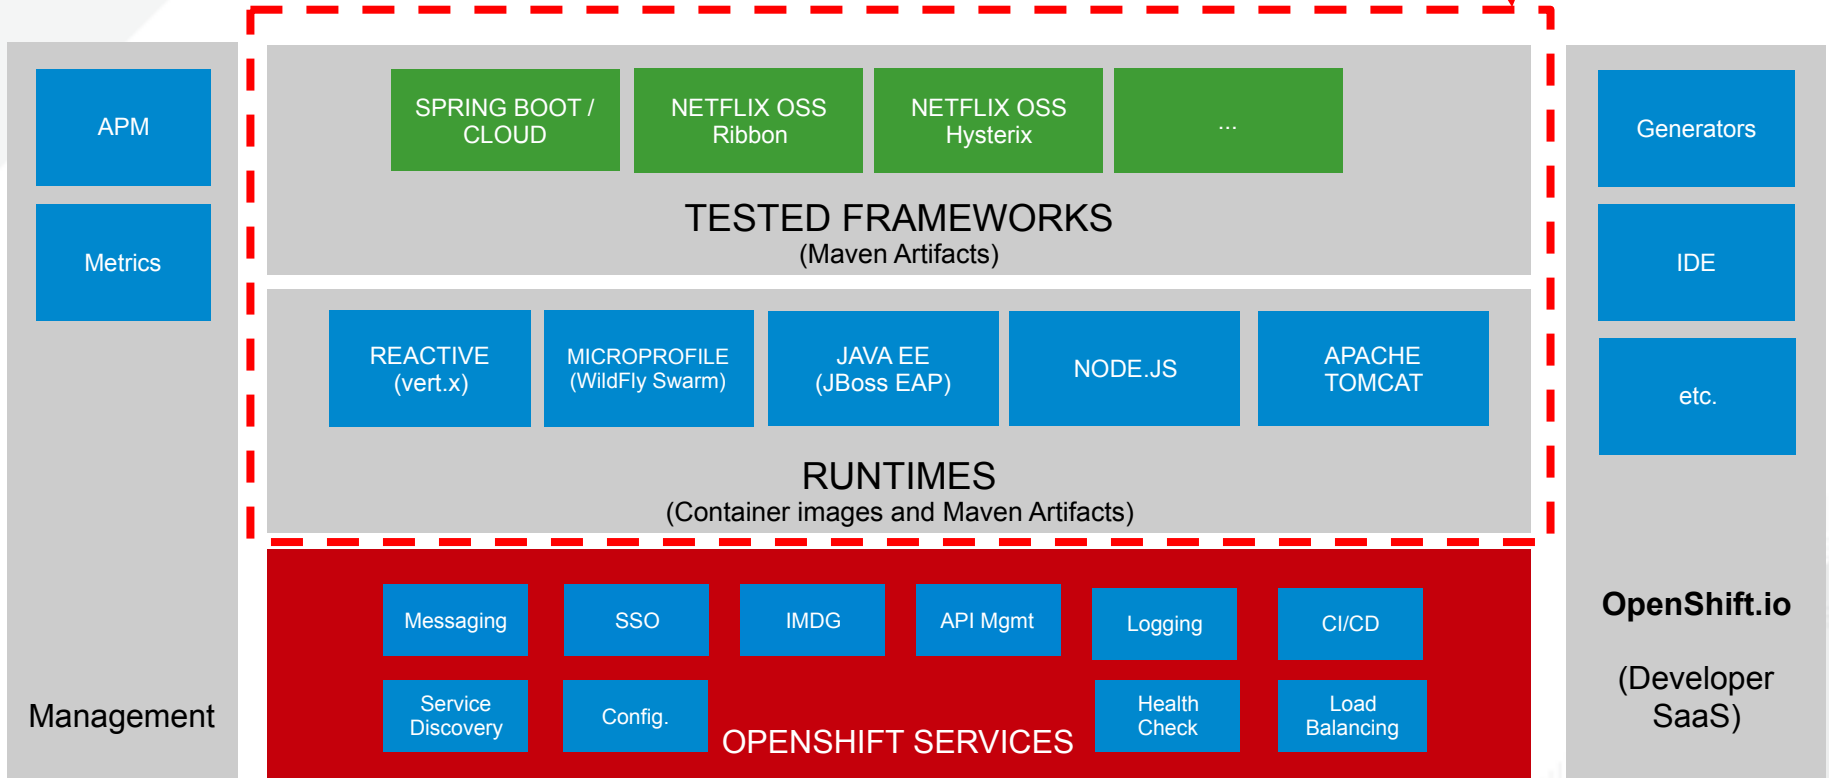 APM
Metrics
Management
SPRING BOOT /
CLOUD
NETFLIX OSS
Ribbon
NETFLIX OSS
Hysterix
...
TESTED FRAMEWORKS
(Maven Artifacts)
REACTIVE
(vert.x)
MICROPROFILE
(WildFly Swarm)
JAVA EE
(JBoss EAP)
NODE.JS
APACHE
TOMCAT
RUNTIMES
(Container images and Maven Artifacts)
Messaging
SSO
IMDG
API Mgmt
Logging
CI/CD
Service
Discovery
Config.
Health
Check
Load
Balancing
OPENSHIFT SERVICES
Generators
IDE
etc.
OpenShift.io
(Developer
SaaS)